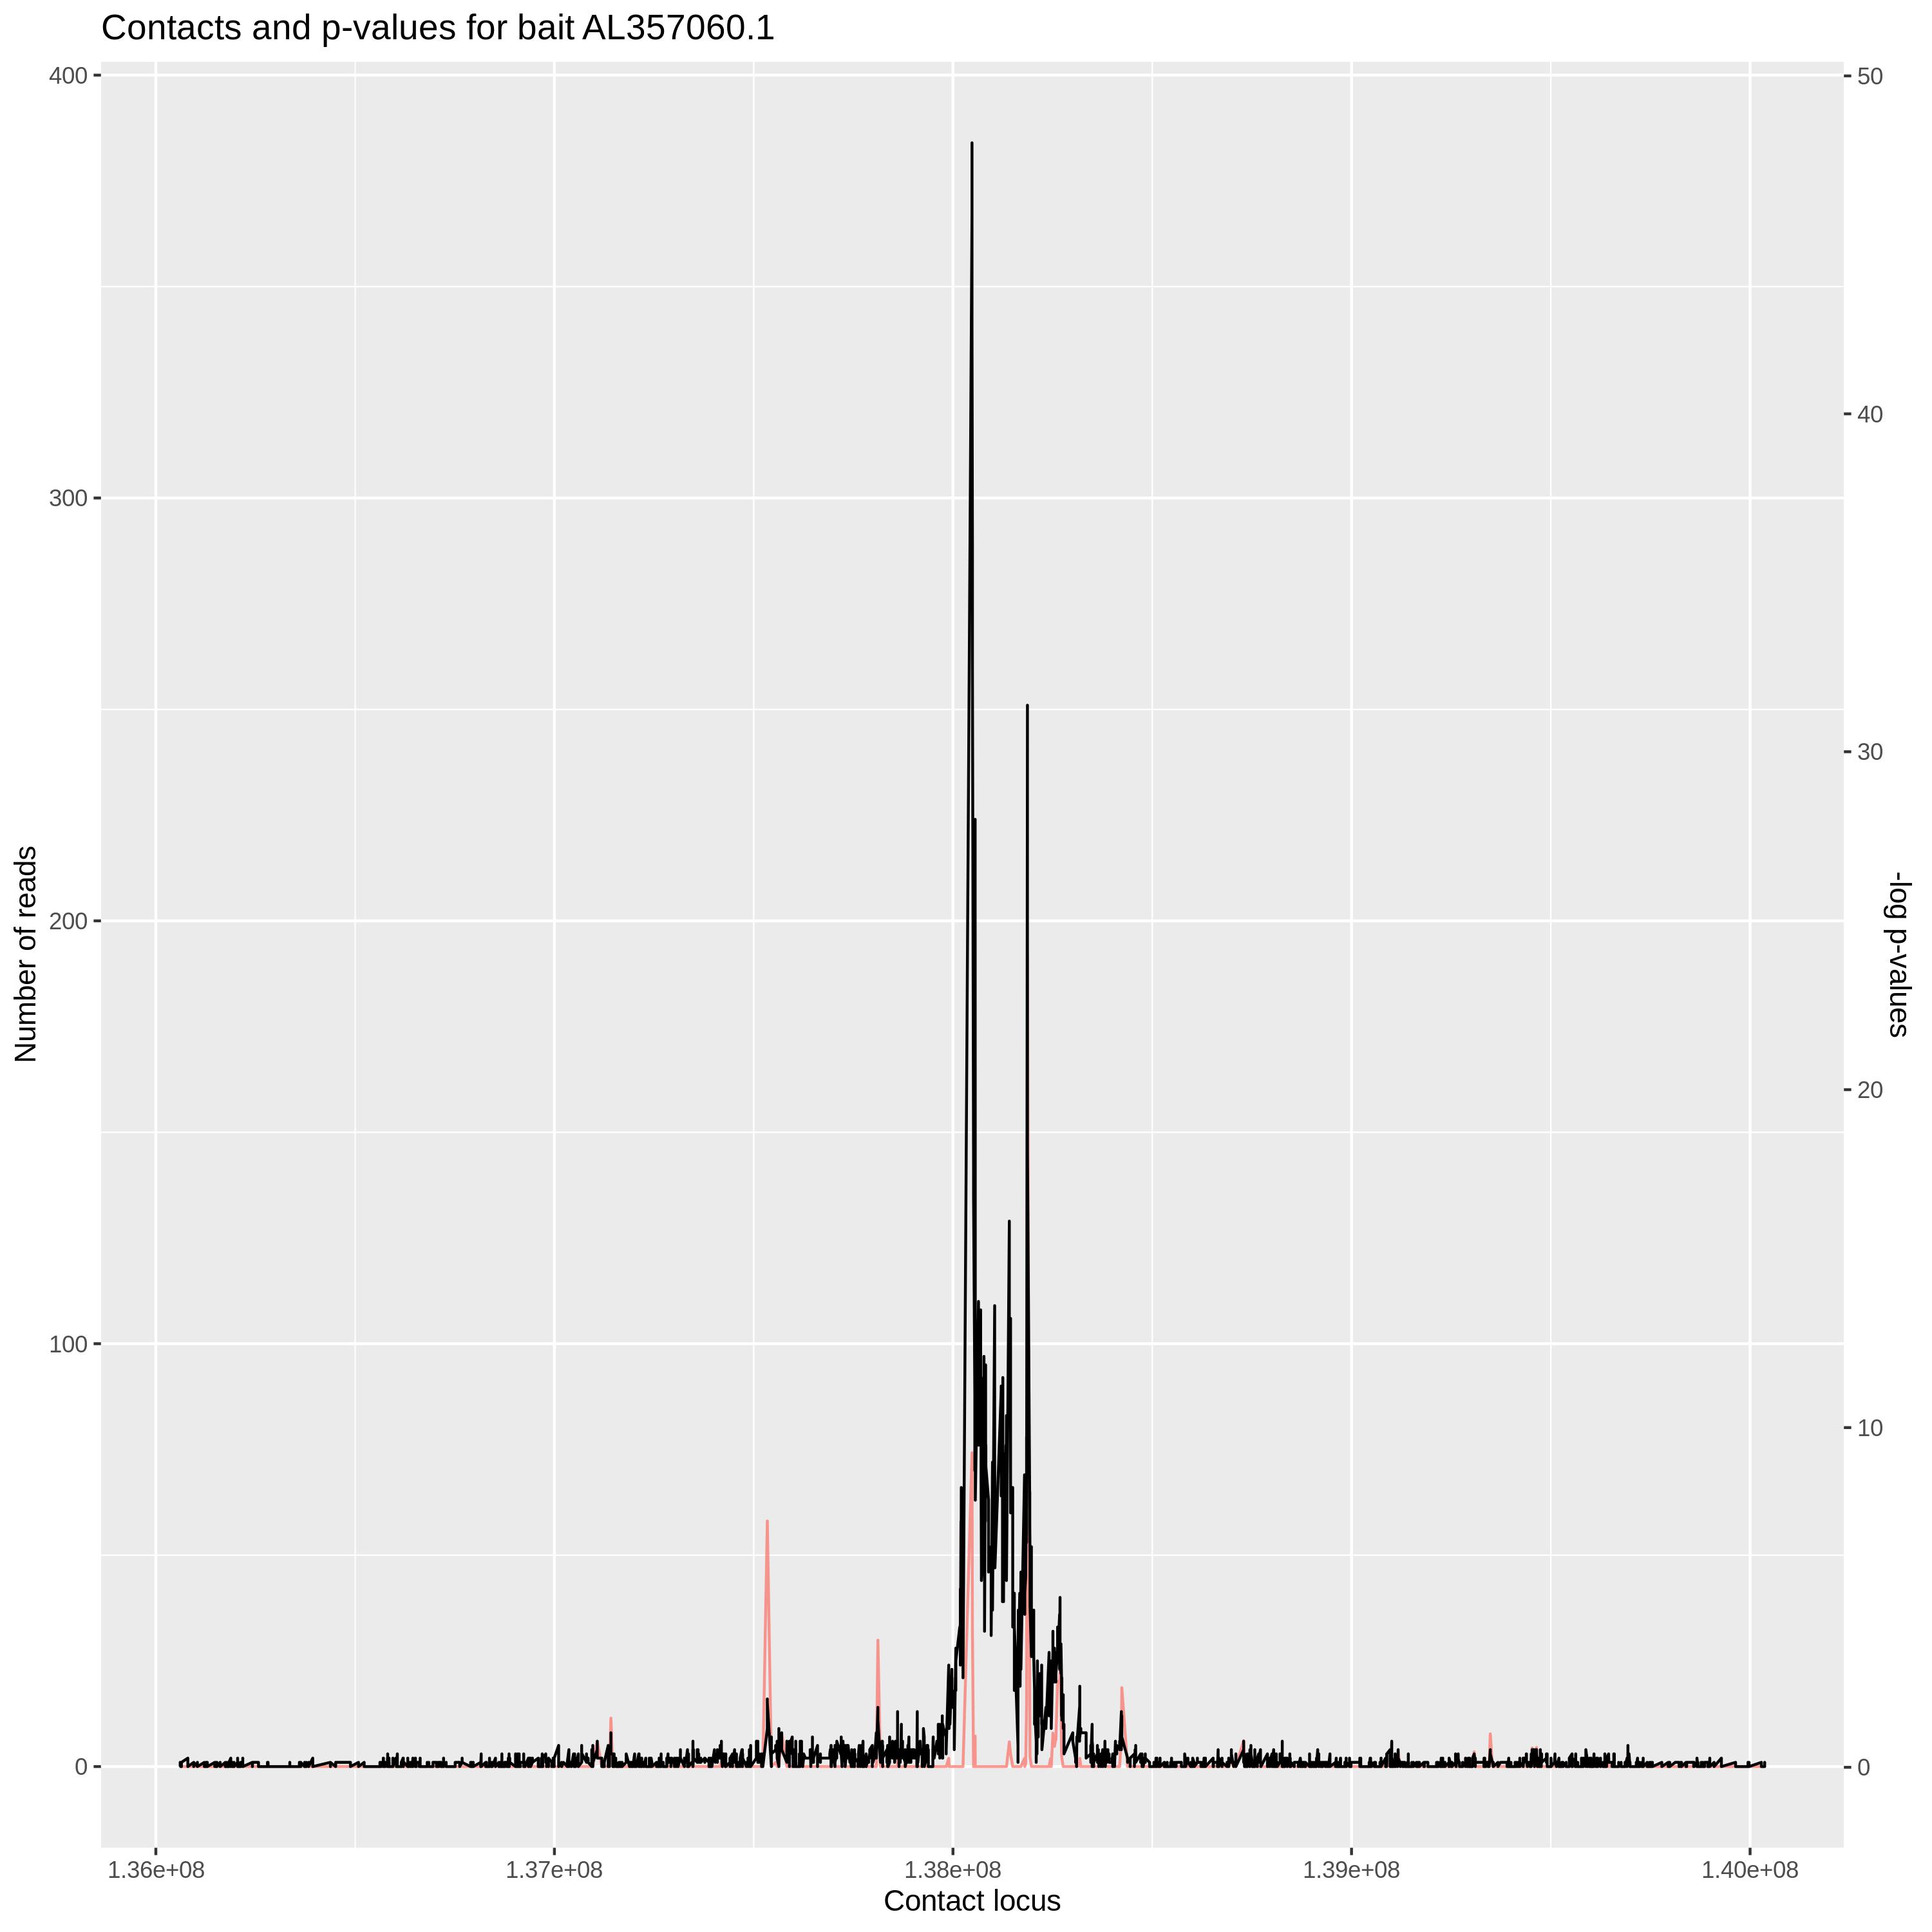 Contacts and p-values for bait AL357060.1
400
300
200
100
0
Number of reads
50
40
30
20
10
0
-log p-values
1.36e+08
1.37e+08
1.38e+08
1.39e+08
1.40e+08
Contact locus